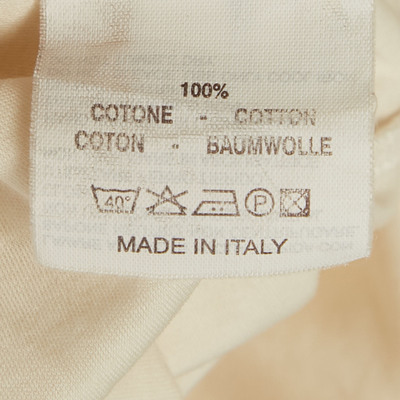 100%
COTONE - COTTON
COTON - BAUMWOLLE
40° P
MADE IN ITALY